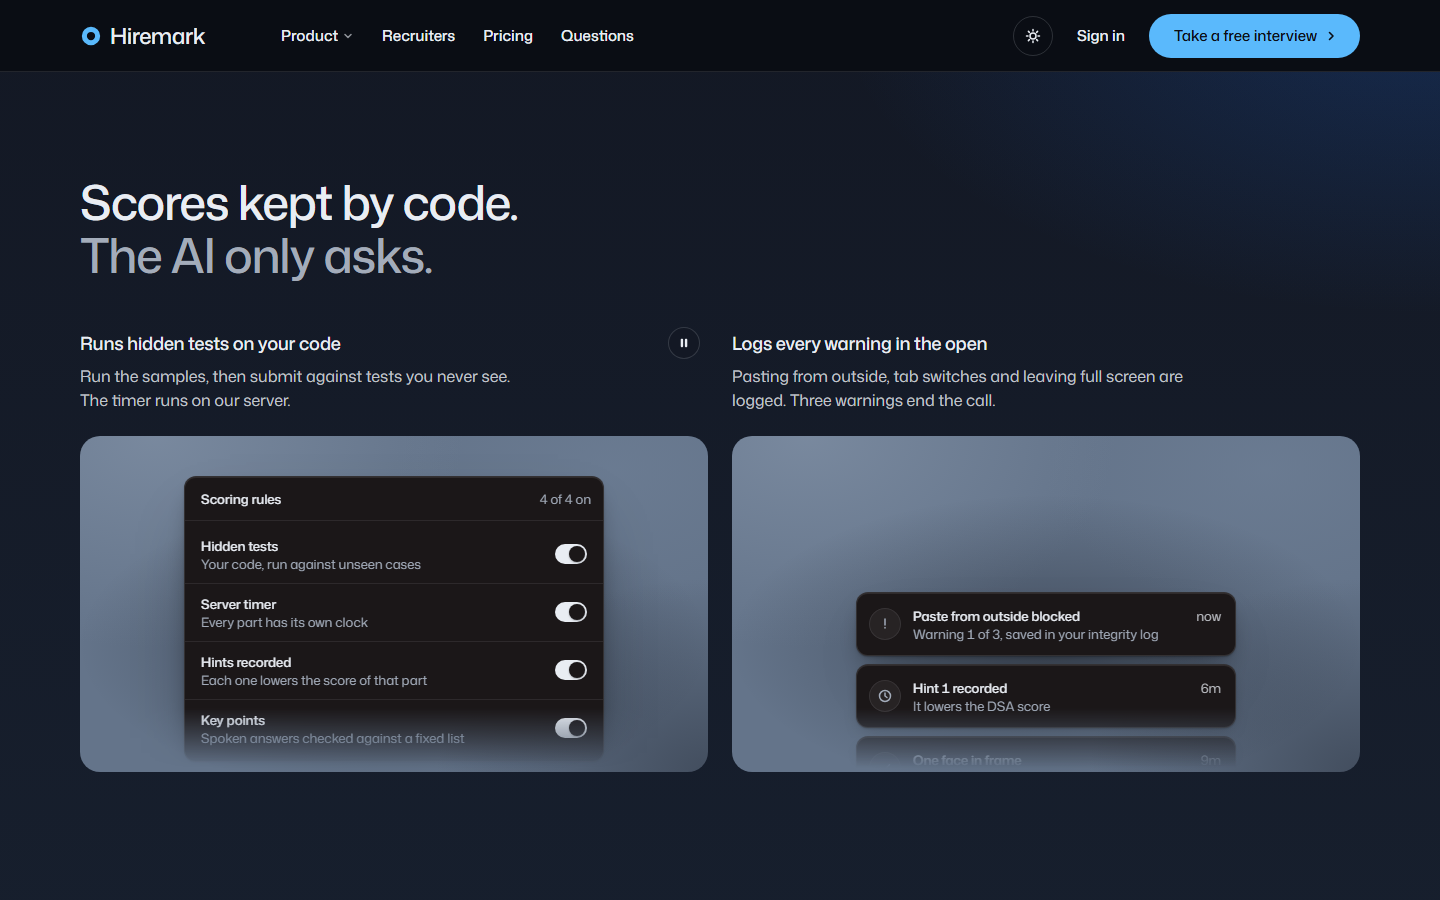 Hiremark
Product
Recruiters
Pricing
Questions
Sign in
Take a free interview
Scores kept by code.
The AI only asks.
Runs hidden tests on your code
Run the samples, then submit against tests you never see.
The timer runs on our server.
Logs every warning in the open
Pasting from outside, tab switches and leaving full screen are
logged. Three warnings end the call.
Scoring rules 4 of 4 on
Hidden tests
Your code, run against unseen cases
Server timer
Every part has its own clock
Hints recorded
Each one lowers the score of that part
Key points
Spoken answers checked against a fixed list
Paste from outside blocked now
Warning 1 of 3, saved in your integrity log
Hint 1 recorded 6m
It lowers the DSA score
One face in frame 9m